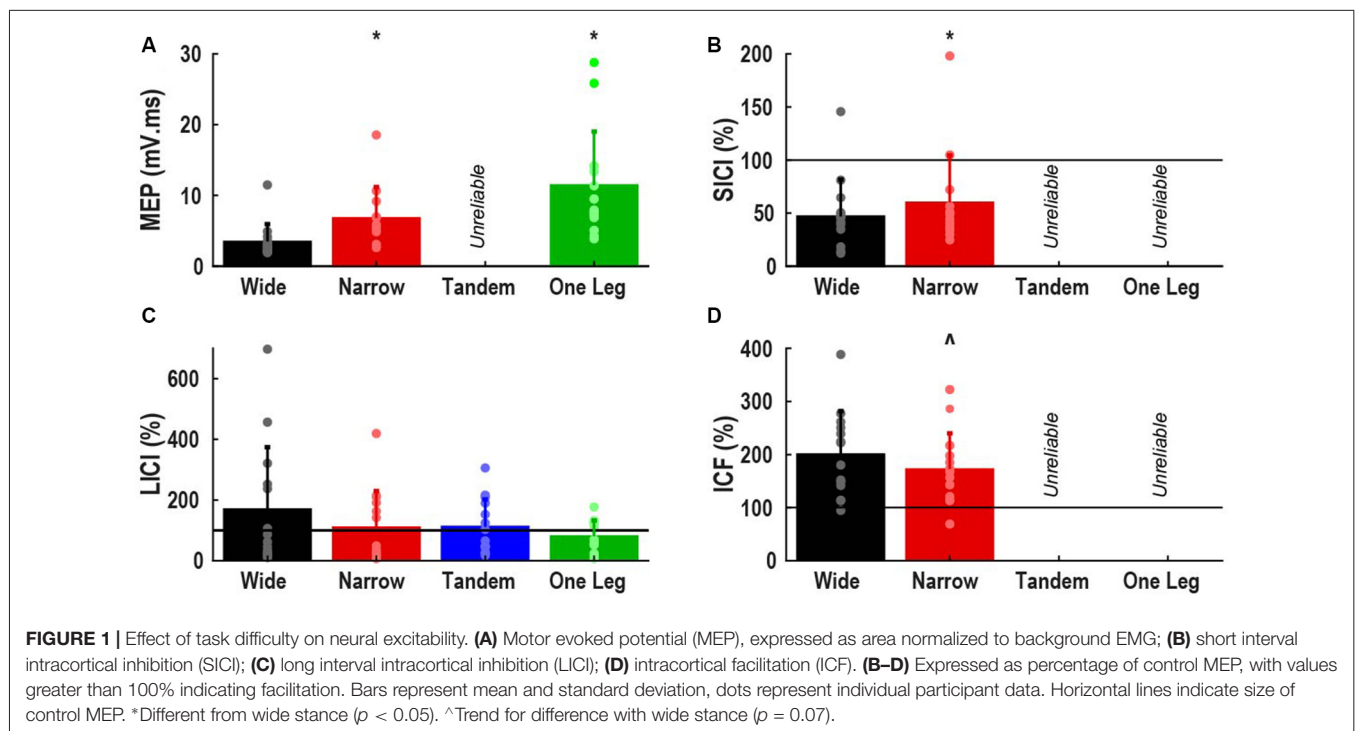 A
*
*
30
20
10
0
MEP (mV.ms)
Unreliable
Wide Narrow Tandem One Leg
B
*
200
150
100
50
0
SICI (%)
Unreliable
Unreliable
Wide Narrow Tandem One Leg
C
600
400
200
0
LICI (%)
Wide Narrow Tandem One Leg
D
^
400
300
200
100
0
ICF (%)
Unreliable
Unreliable
Wide Narrow Tandem One Leg
FIGURE 1 | Effect of task difficulty on neural excitability. (A) Motor evoked potential (MEP), expressed as area normalized to background EMG; (B) short interval
intracortical inhibition (SICI); (C) long interval intracortical inhibition (LICI); (D) intracortical facilitation (ICF). (B–D) Expressed as percentage of control MEP, with values
greater than 100% indicating facilitation. Bars represent mean and standard deviation, dots represent individual participant data. Horizontal lines indicate size of
control MEP. *Different from wide stance (p < 0.05). ^Trend for difference with wide stance (p = 0.07).